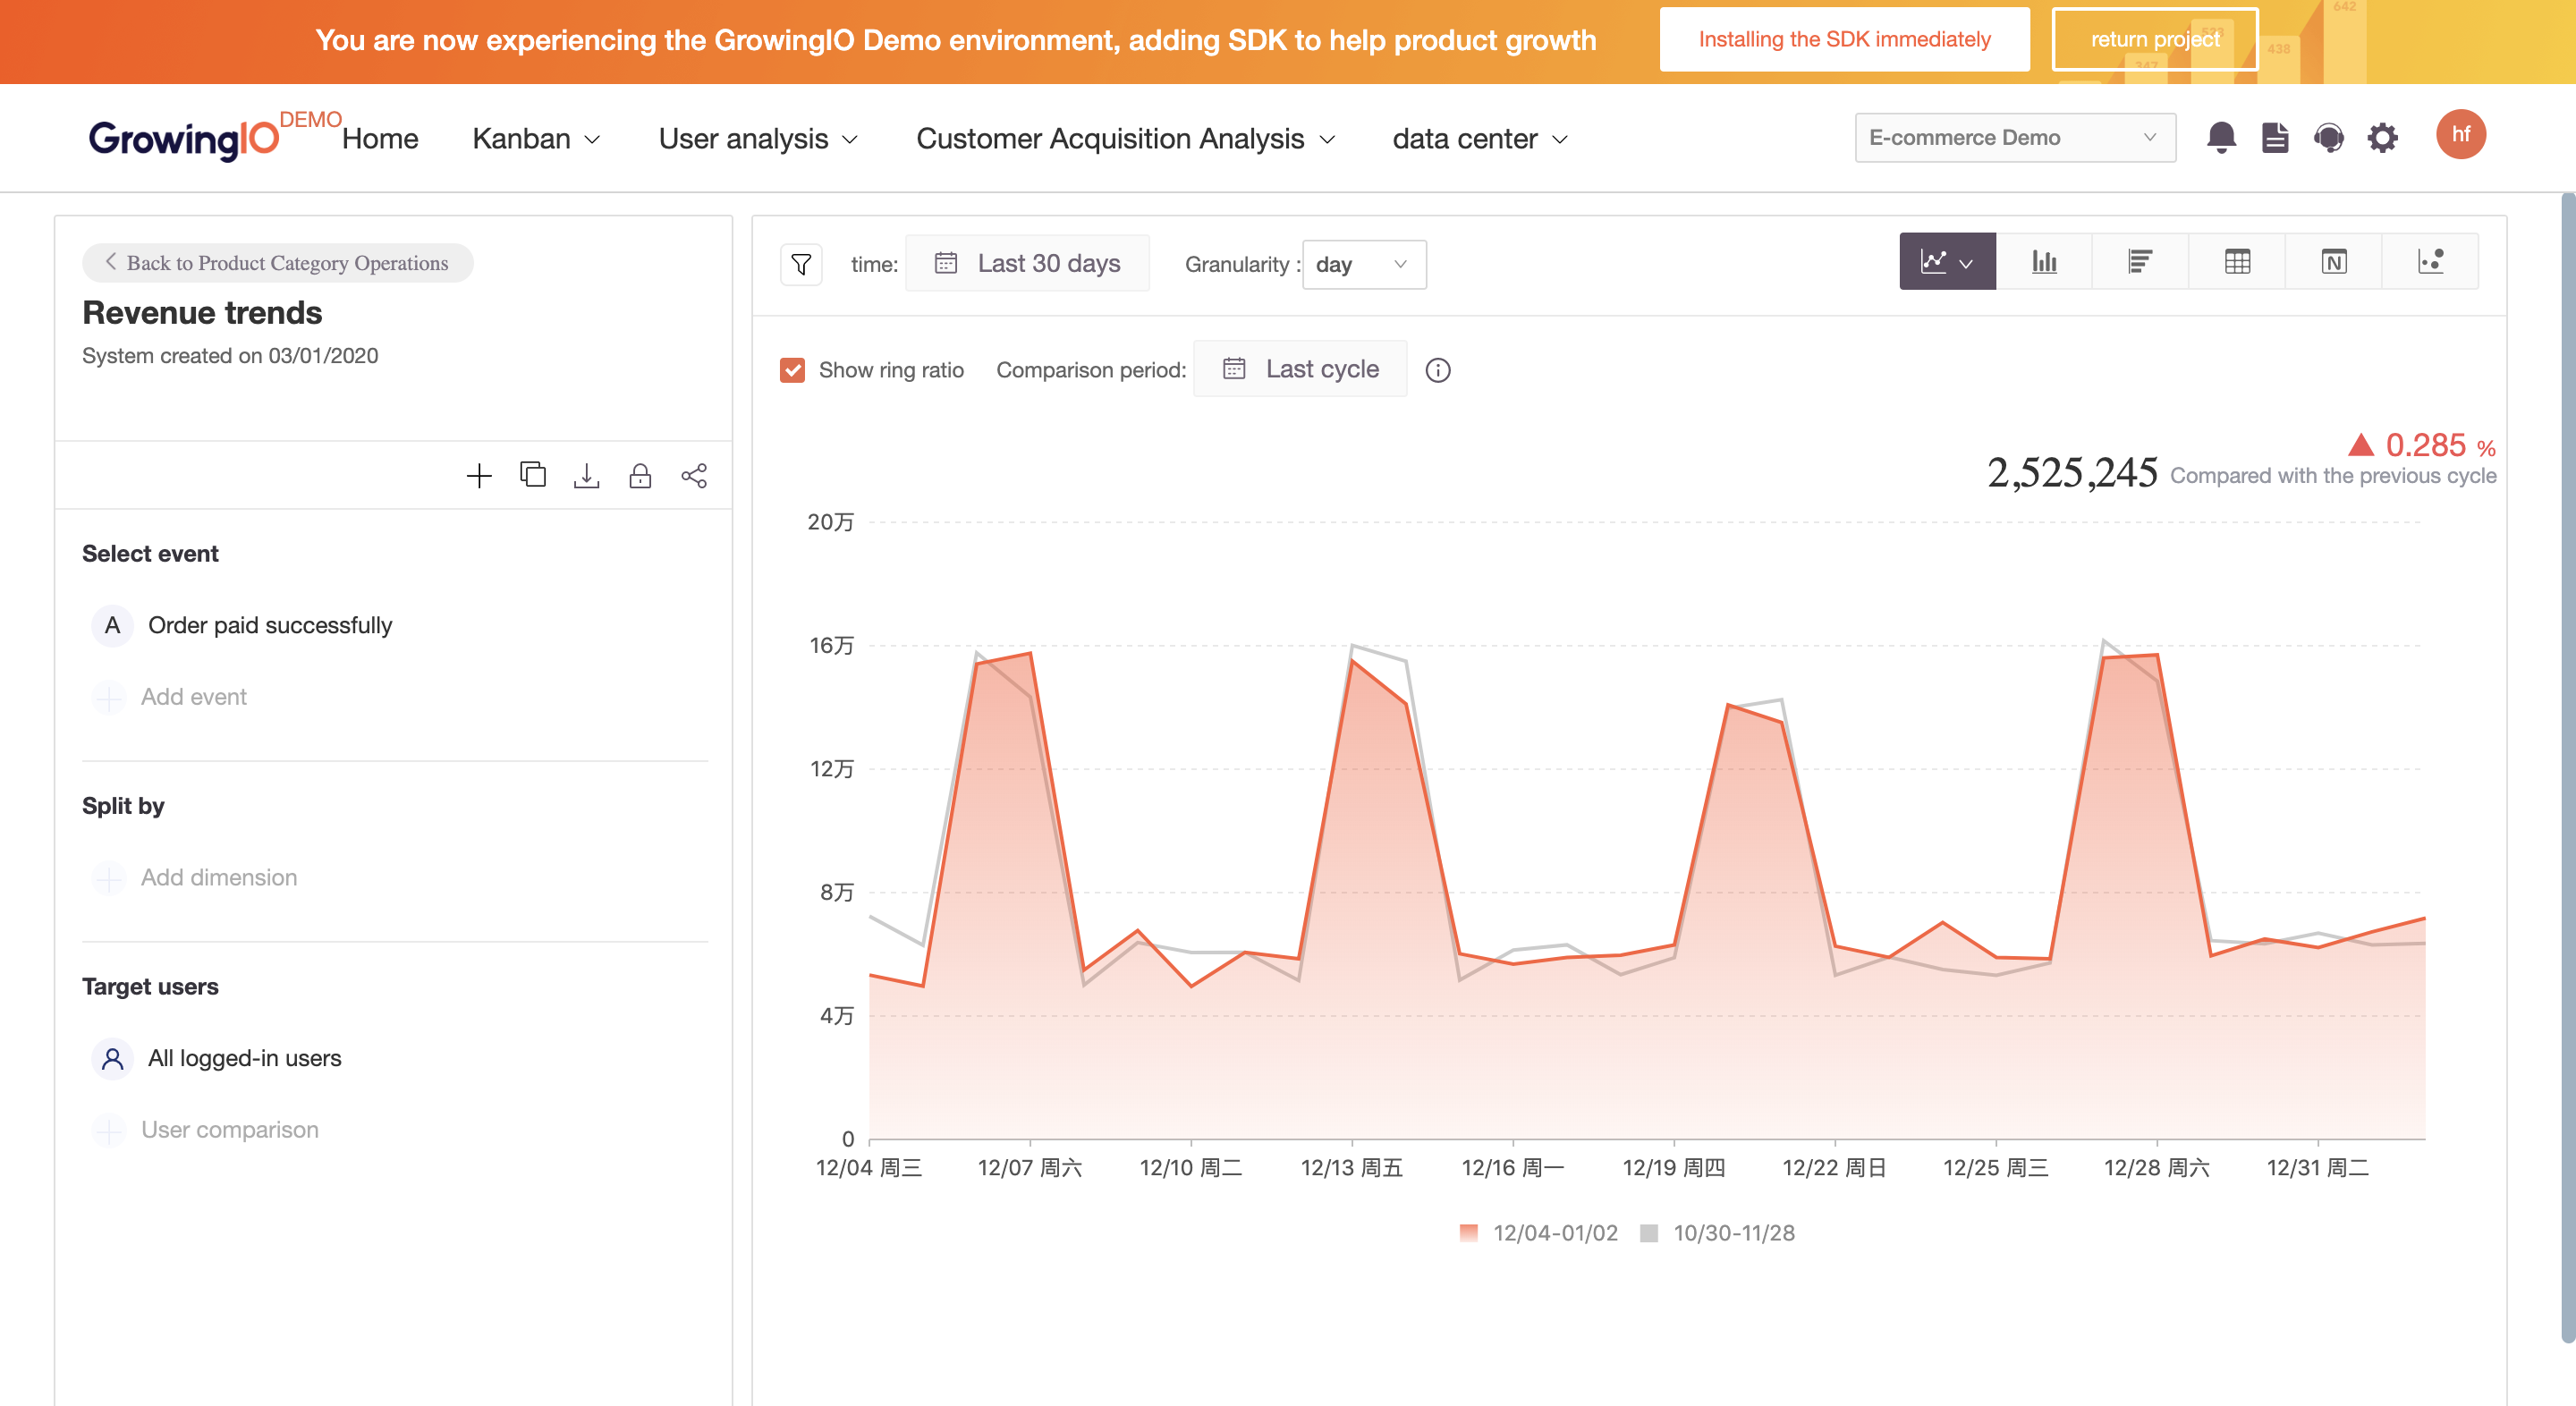 You are now experiencing the GrowingIO Demo environment, adding SDK to help product growth
Installing the SDK immediately
return project
347
523
438
642
GrowingIO DEMO
Home
Kanban
User analysis
Customer Acquisition Analysis
data center
E-commerce Demo
hf
Back to Product Category Operations
Revenue trends
System created on 03/01/2020
Select event
A Order paid successfully
Add event
Split by
Add dimension
Target users
All logged-in users
User comparison
time:
Last 30 days
Granularity :
day
N
Show ring ratio
Comparison period:
Last cycle
2,525,245
0.285 %
Compared with the previous cycle
20万
16万
12万
8万
4万
0
12/04 周三
12/07 周六
12/10 周二
12/13 周五
12/16 周一
12/19 周四
12/22 周日
12/25 周三
12/28 周六
12/31 周二
12/04-01/02
10/30-11/28